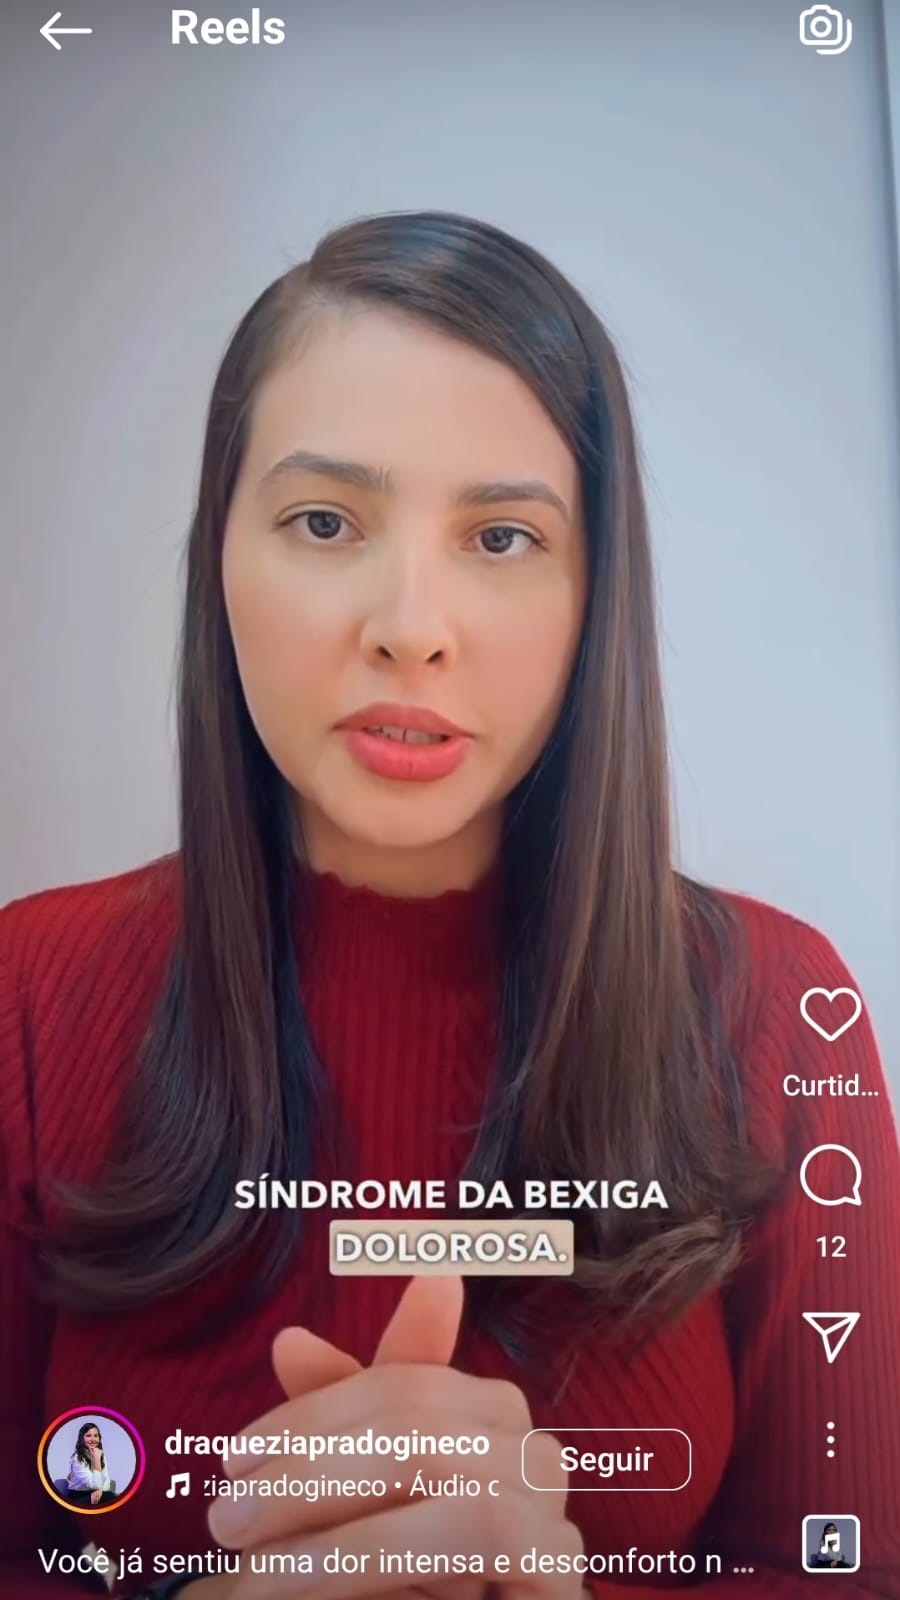 Reels
SÍNDROME DA BEXIGA
DOLOROSA.
Curtid...
12
draqueziapradogineco
ziapradogineco • Áudio o
Seguir
Você já sentiu uma dor intensa e desconforto n ...